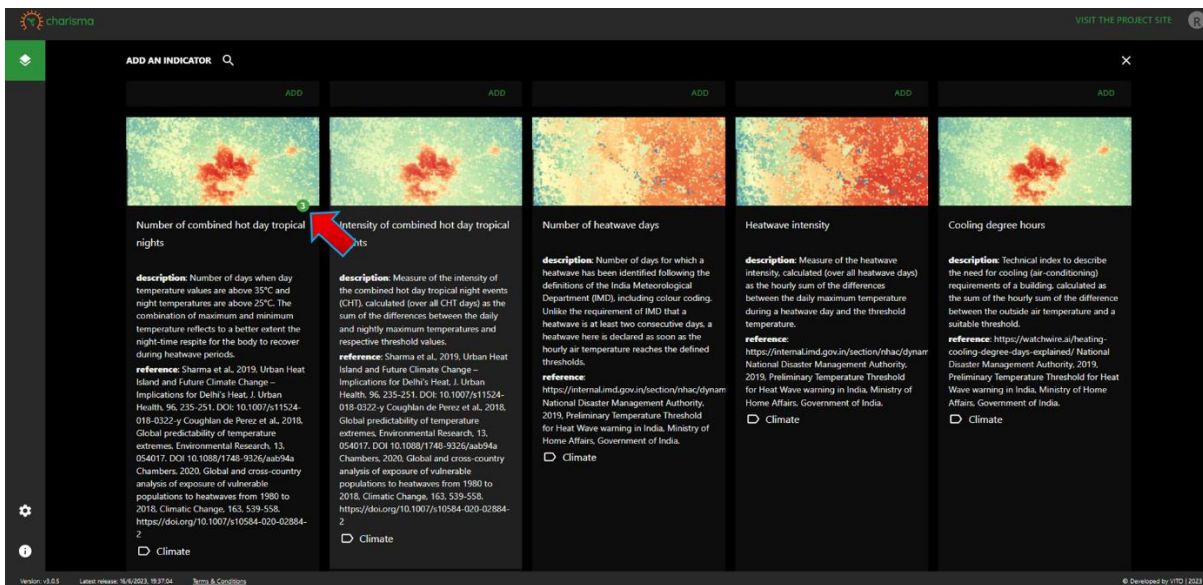 charisma
VISIT THE PROJECT SITE
R
ADD AN INDICATOR
ADD
ADD
ADD
ADD
ADD
3
Number of combined hot day tropical
nights
description: Number of days when day
temperature values are above 35°C and
night temperatures are above 25°C. The
combination of maximum and minimum
temperature reflects to a better extent the
night-time respite for the body to recover
during heatwave periods.
reference: Sharma et al., 2019, Urban Heat
Island and Future Climate Change –
Implications for Delhi's Heat, J. Urban
Health, 96, 235-251. DOI: 10.1007/s11524-
018-0322-y Coughlan de Perez et al., 2018,
Global predictability of temperature
extremes, Environmental Research, 13,
054017. DOI 10.1088/1748-9326/aab94a
Chambers, 2020, Global and cross-country
analysis of exposure of vulnerable
populations to heatwaves from 1980 to
2018, Climatic Change, 163, 539-558.
https://doi.org/10.1007/s10584-020-02884-
2
Climate
Intensity of combined hot day tropical
description: Measure of the intensity of
the combined hot day tropical night events
(CHT), calculated (over all CHT days) as the
sum of the differences between the daily
and nightly maximum temperatures and
respective threshold values.
reference: Sharma et al., 2019, Urban Heat
Island and Future Climate Change –
Implications for Delhi's Heat, J. Urban
Health, 96, 235-251. DOI: 10.1007/s11524-
018-0322-y Coughlan de Perez et al., 2018,
Global predictability of temperature
extremes, Environmental Research, 13,
054017. DOI 10.1088/1748-9326/aab94a
Chambers, 2020, Global and cross-country
analysis of exposure of vulnerable
populations to heatwaves from 1980 to
2018, Climatic Change, 163, 539-558.
https://doi.org/10.1007/s10584-020-02884-
2
Climate
Number of heatwave days
description: Number of days for which a
heatwave has been identified following the
definitions of the India Meteorological
Department (IMD), including colour coding.
Unlike the requirement of IMD that a
heatwave is at least two consecutive days, a
heatwave here is declared as soon as the
hourly air temperature reaches the defined
thresholds.
reference:
https://internal.imd.gov.in/section/nhac/dynam
National Disaster Management Authority,
2019, Preliminary Temperature Threshold
for Heat Wave warning in India, Ministry of
Home Affairs, Government of India.
Climate
Heatwave intensity
description: Measure of the heatwave
intensity, calculated (over all heatwave days)
as the hourly sum of the differences
between the daily maximum temperature
during a heatwave day and the threshold
temperature.
reference:
https://internal.imd.gov.in/section/nhac/dynam
National Disaster Management Authority,
2019, Preliminary Temperature Threshold
for Heat Wave warning in India, Ministry of
Home Affairs, Government of India.
Climate
Cooling degree hours
description: Technical index to describe
the need for cooling (air-conditioning)
requirements of a building, calculated as
the sum of the hourly sum of the difference
between the outside air temperature and a
suitable threshold.
reference: https://watchwire.ai/heating-
cooling-degree-days-explained/ National
Disaster Management Authority, 2019,
Preliminary Temperature Threshold for Heat
Wave warning in India, Ministry of Home
Affairs, Government of India.
Climate
Version: v3.0.5 Latest release: 16/6/2023, 19:37:04 Terms & Conditions
© Developed by VITO | 2023